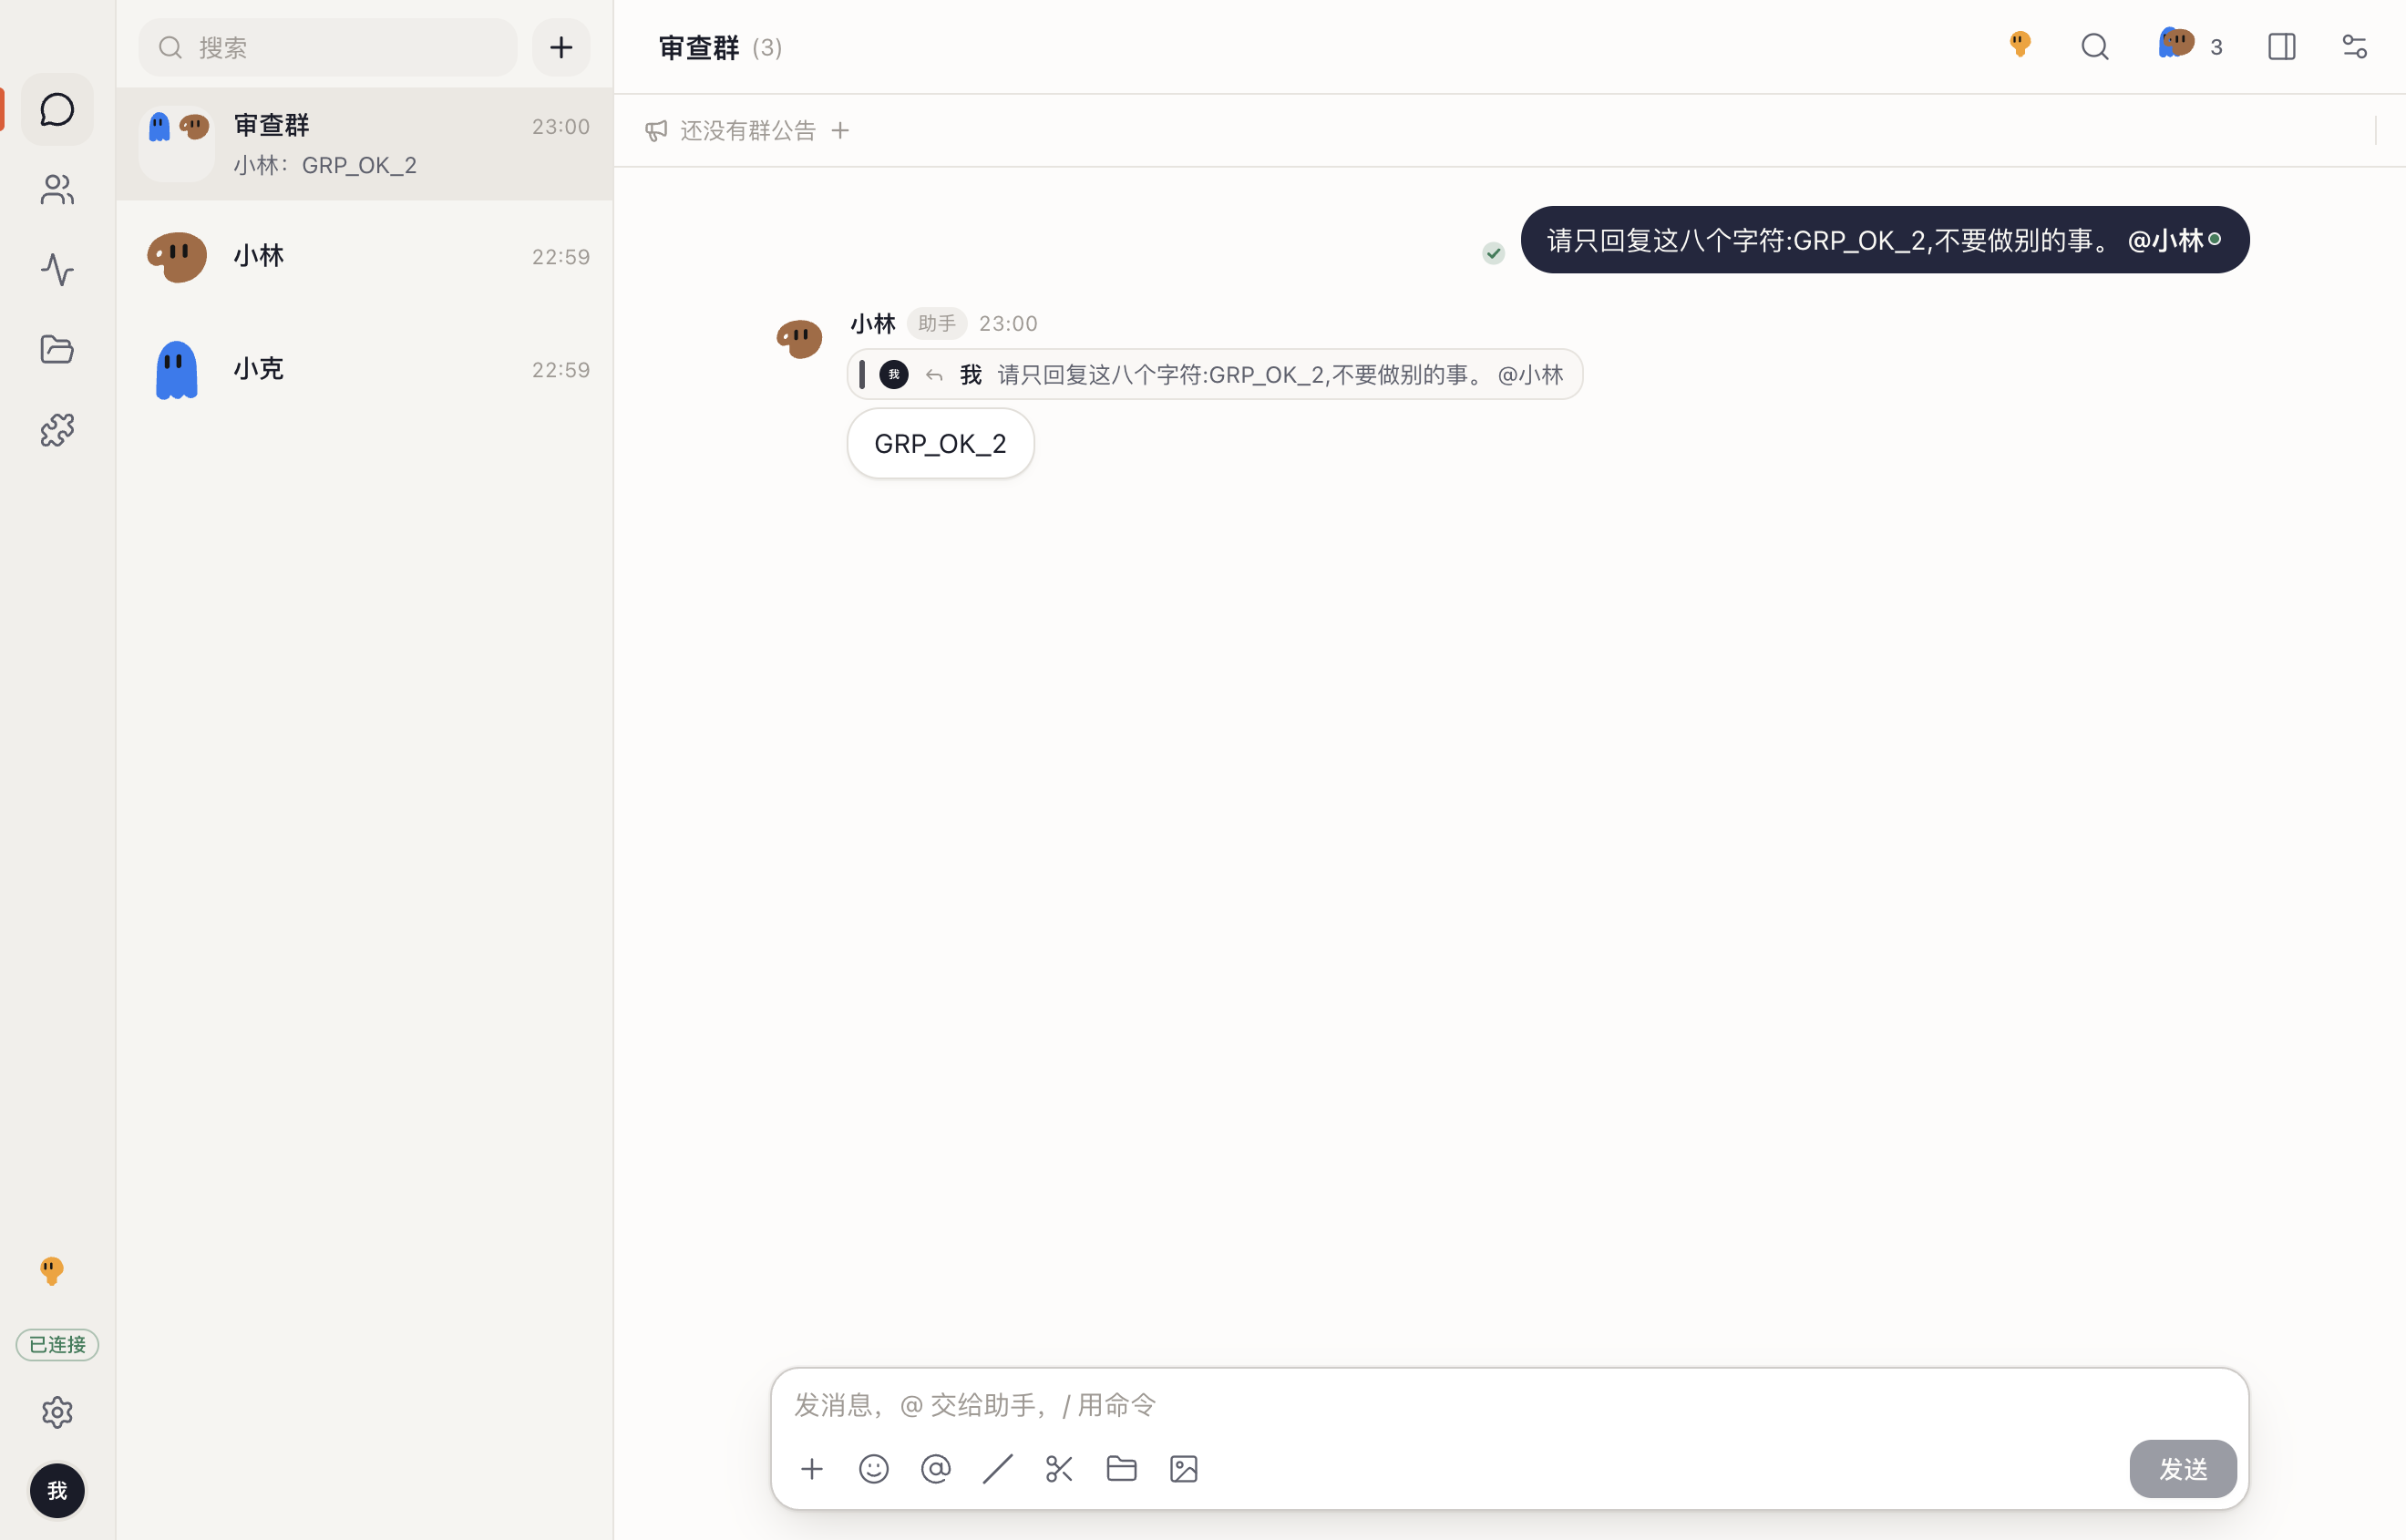 搜索
审查群 23:00
小林：GRP_OK_2
小林 22:59
小克 22:59
已连接
我
审查群 (3)
3
还没有群公告
请只回复这八个字符:GRP_OK_2,不要做别的事。 @小林
小林 助手 23:00
我 我 请只回复这八个字符:GRP_OK_2,不要做别的事。 @小林
GRP_OK_2
发消息，@ 交给助手，/ 用命令
发送